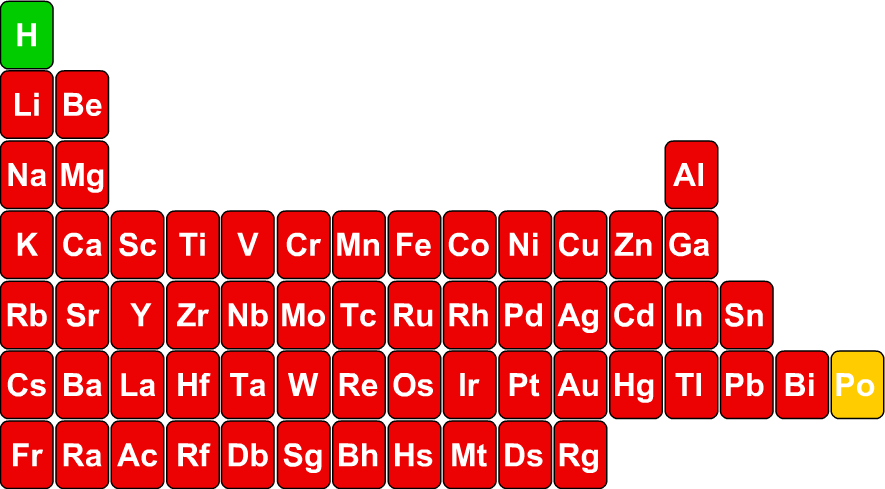 H
Li Be
Na Mg Al
K Ca Sc Ti V Cr Mn Fe Co Ni Cu Zn Ga
Rb Sr Y Zr Nb Mo Tc Ru Rh Pd Ag Cd In Sn
Cs Ba La Hf Ta W Re Os Ir Pt Au Hg Tl Pb Bi Po
Fr Ra Ac Rf Db Sg Bh Hs Mt Ds Rg